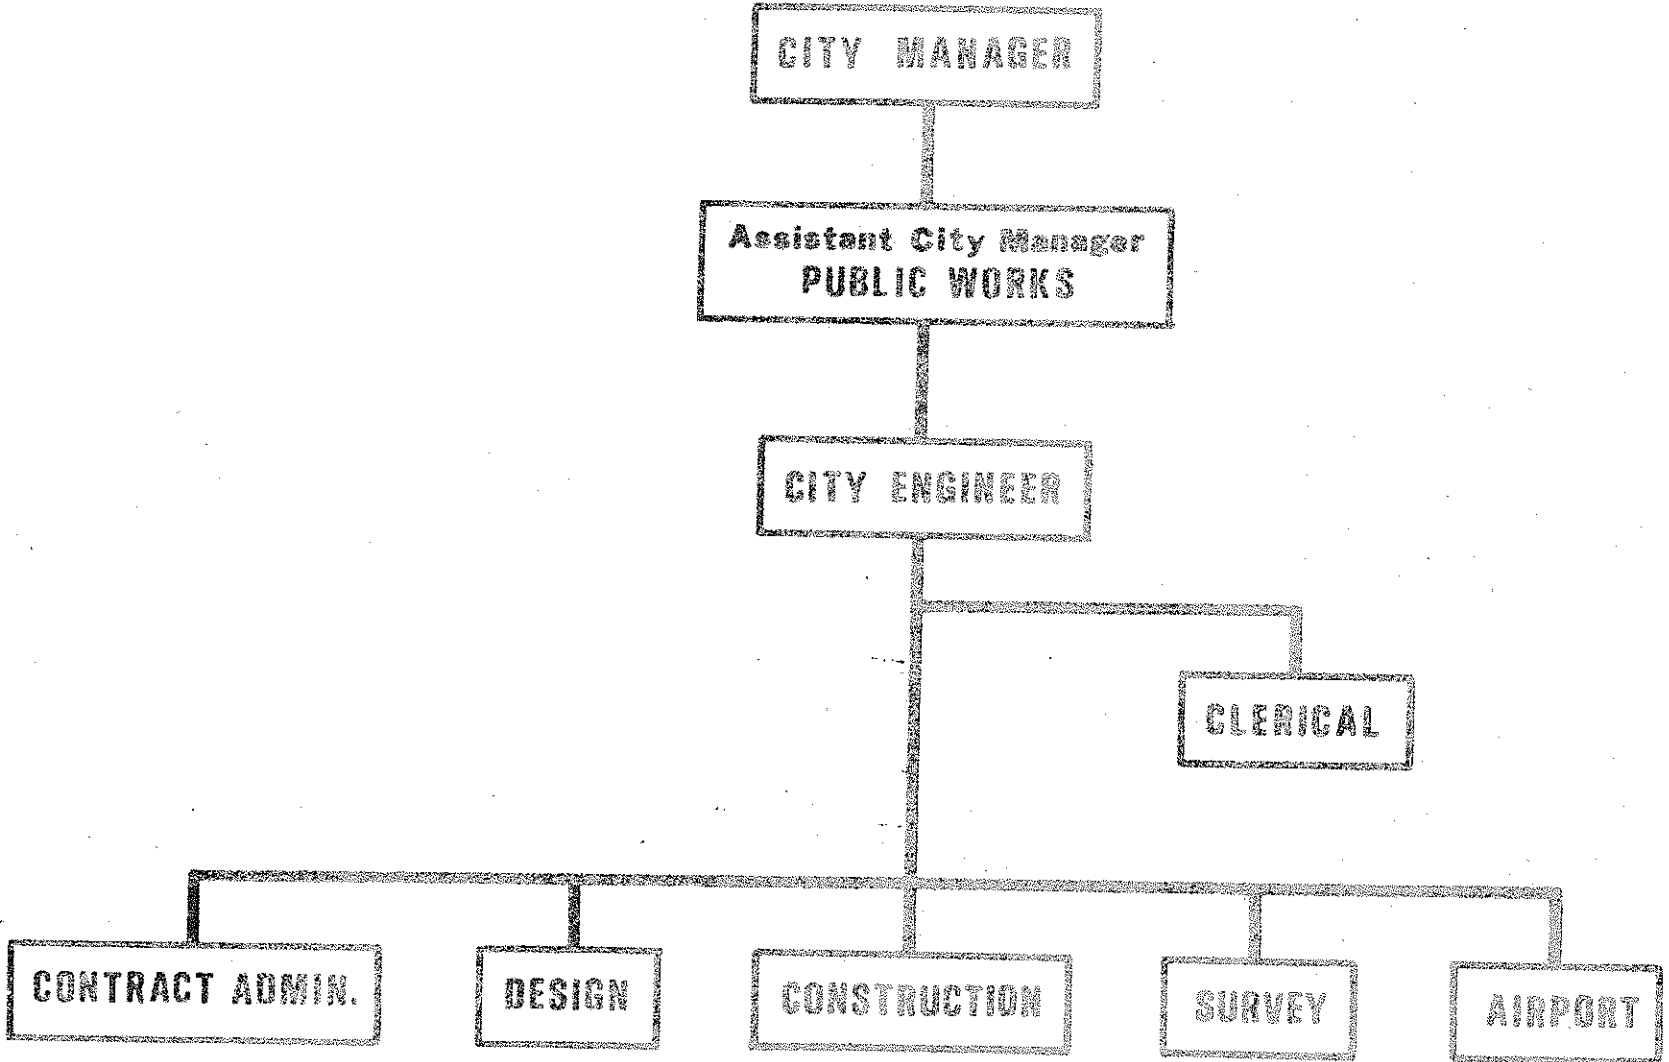 CITY MANAGER
Assistant City Manager
PUBLIC WORKS
CITY ENGINEER
CLERICAL
CONTRACT ADMIN.
DESIGN
CONSTRUCTION
SURVEY
AIRPORT